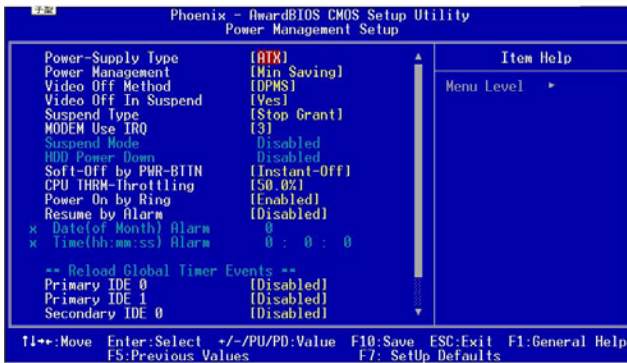 手型
Phoenix - AwardBIOS CMOS Setup Utility
Power Management Setup
Power-Supply Type [ATX]
Power Management [Min Saving]
Video Off Method [DPMS]
Video Off In Suspend [Yes]
Suspend Type [Stop Grant]
MODEM Use IRQ [3]
Suspend Mode Disabled
HDD Power Down Disabled
Soft-Off by PWR-BTTN [Instant-Off]
CPU THRM-Throttling [50.0%]
Power On by Ring [Enabled]
Resume by Alarm [Disabled]
x Date(of Month) Alarm 0
x Time(hh:mm:ss) Alarm 0 : 0 : 0
** Reload Global Timer Events **
Primary IDE 0 [Disabled]
Primary IDE 1 [Disabled]
Secondary IDE 0 [Disabled]
Item Help
Menu Level ►
↑↓→←:Move Enter:Select +/-/PU/PD:Value F10:Save ESC:Exit F1:General Help
F5:Previous Values F7: SetUp Defaults